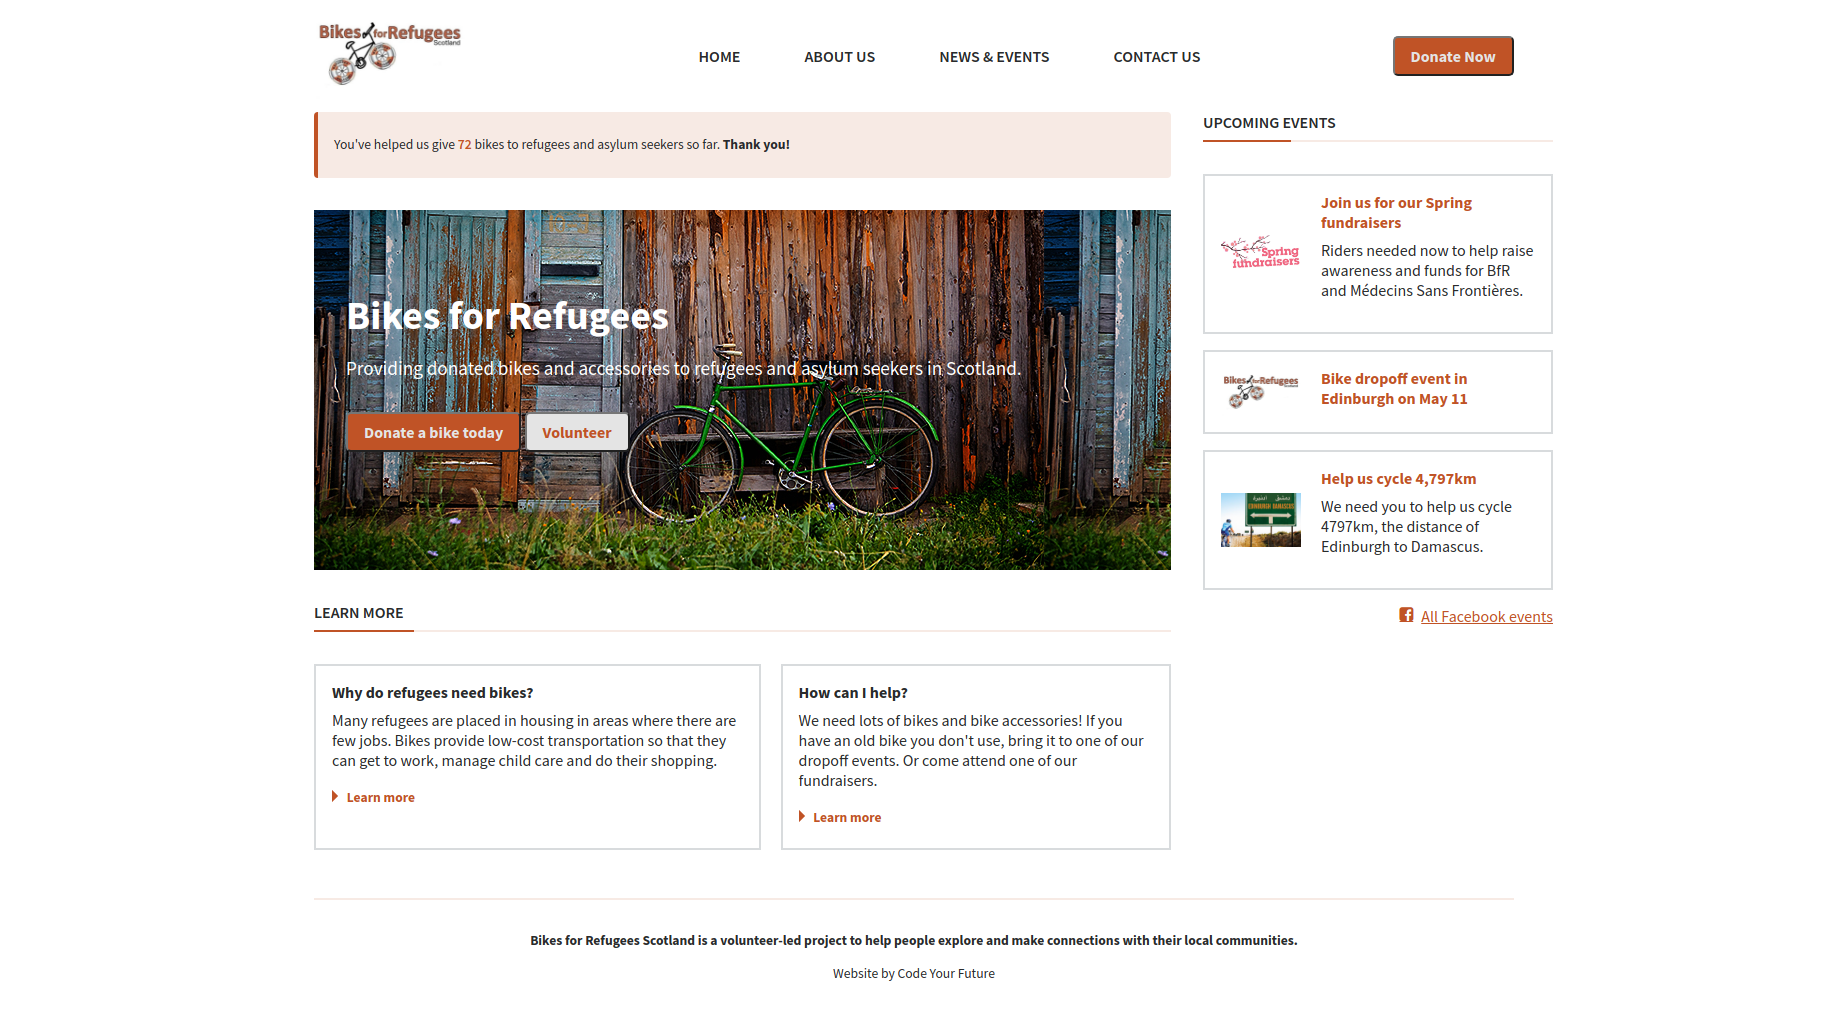 Bikes for Refugees
Scotland
HOME
ABOUT US
NEWS & EVENTS
CONTACT US
Donate Now
You've helped us give 72 bikes to refugees and asylum seekers so far. Thank you!
Bikes for Refugees
Providing donated bikes and accessories to refugees and asylum seekers in Scotland.
Donate a bike today
Volunteer
LEARN MORE
Why do refugees need bikes?
Many refugees are placed in housing in areas where there are
few jobs. Bikes provide low-cost transportation so that they
can get to work, manage child care and do their shopping.
Learn more
How can I help?
We need lots of bikes and bike accessories! If you
have an old bike you don't use, bring it to one of our
dropoff events. Or come attend one of our
fundraisers.
Learn more
UPCOMING EVENTS
Spring
fundraisers
Join us for our Spring
fundraisers
Riders needed now to help raise
awareness and funds for BfR
and Médecins Sans Frontières.
Bikes for Refugees
Bike dropoff event in
Edinburgh on May 11
EDINBURGH DAMASCUS
Help us cycle 4,797km
We need you to help us cycle
4797km, the distance of
Edinburgh to Damascus.
All Facebook events
Bikes for Refugees Scotland is a volunteer-led project to help people explore and make connections with their local communities.
Website by Code Your Future